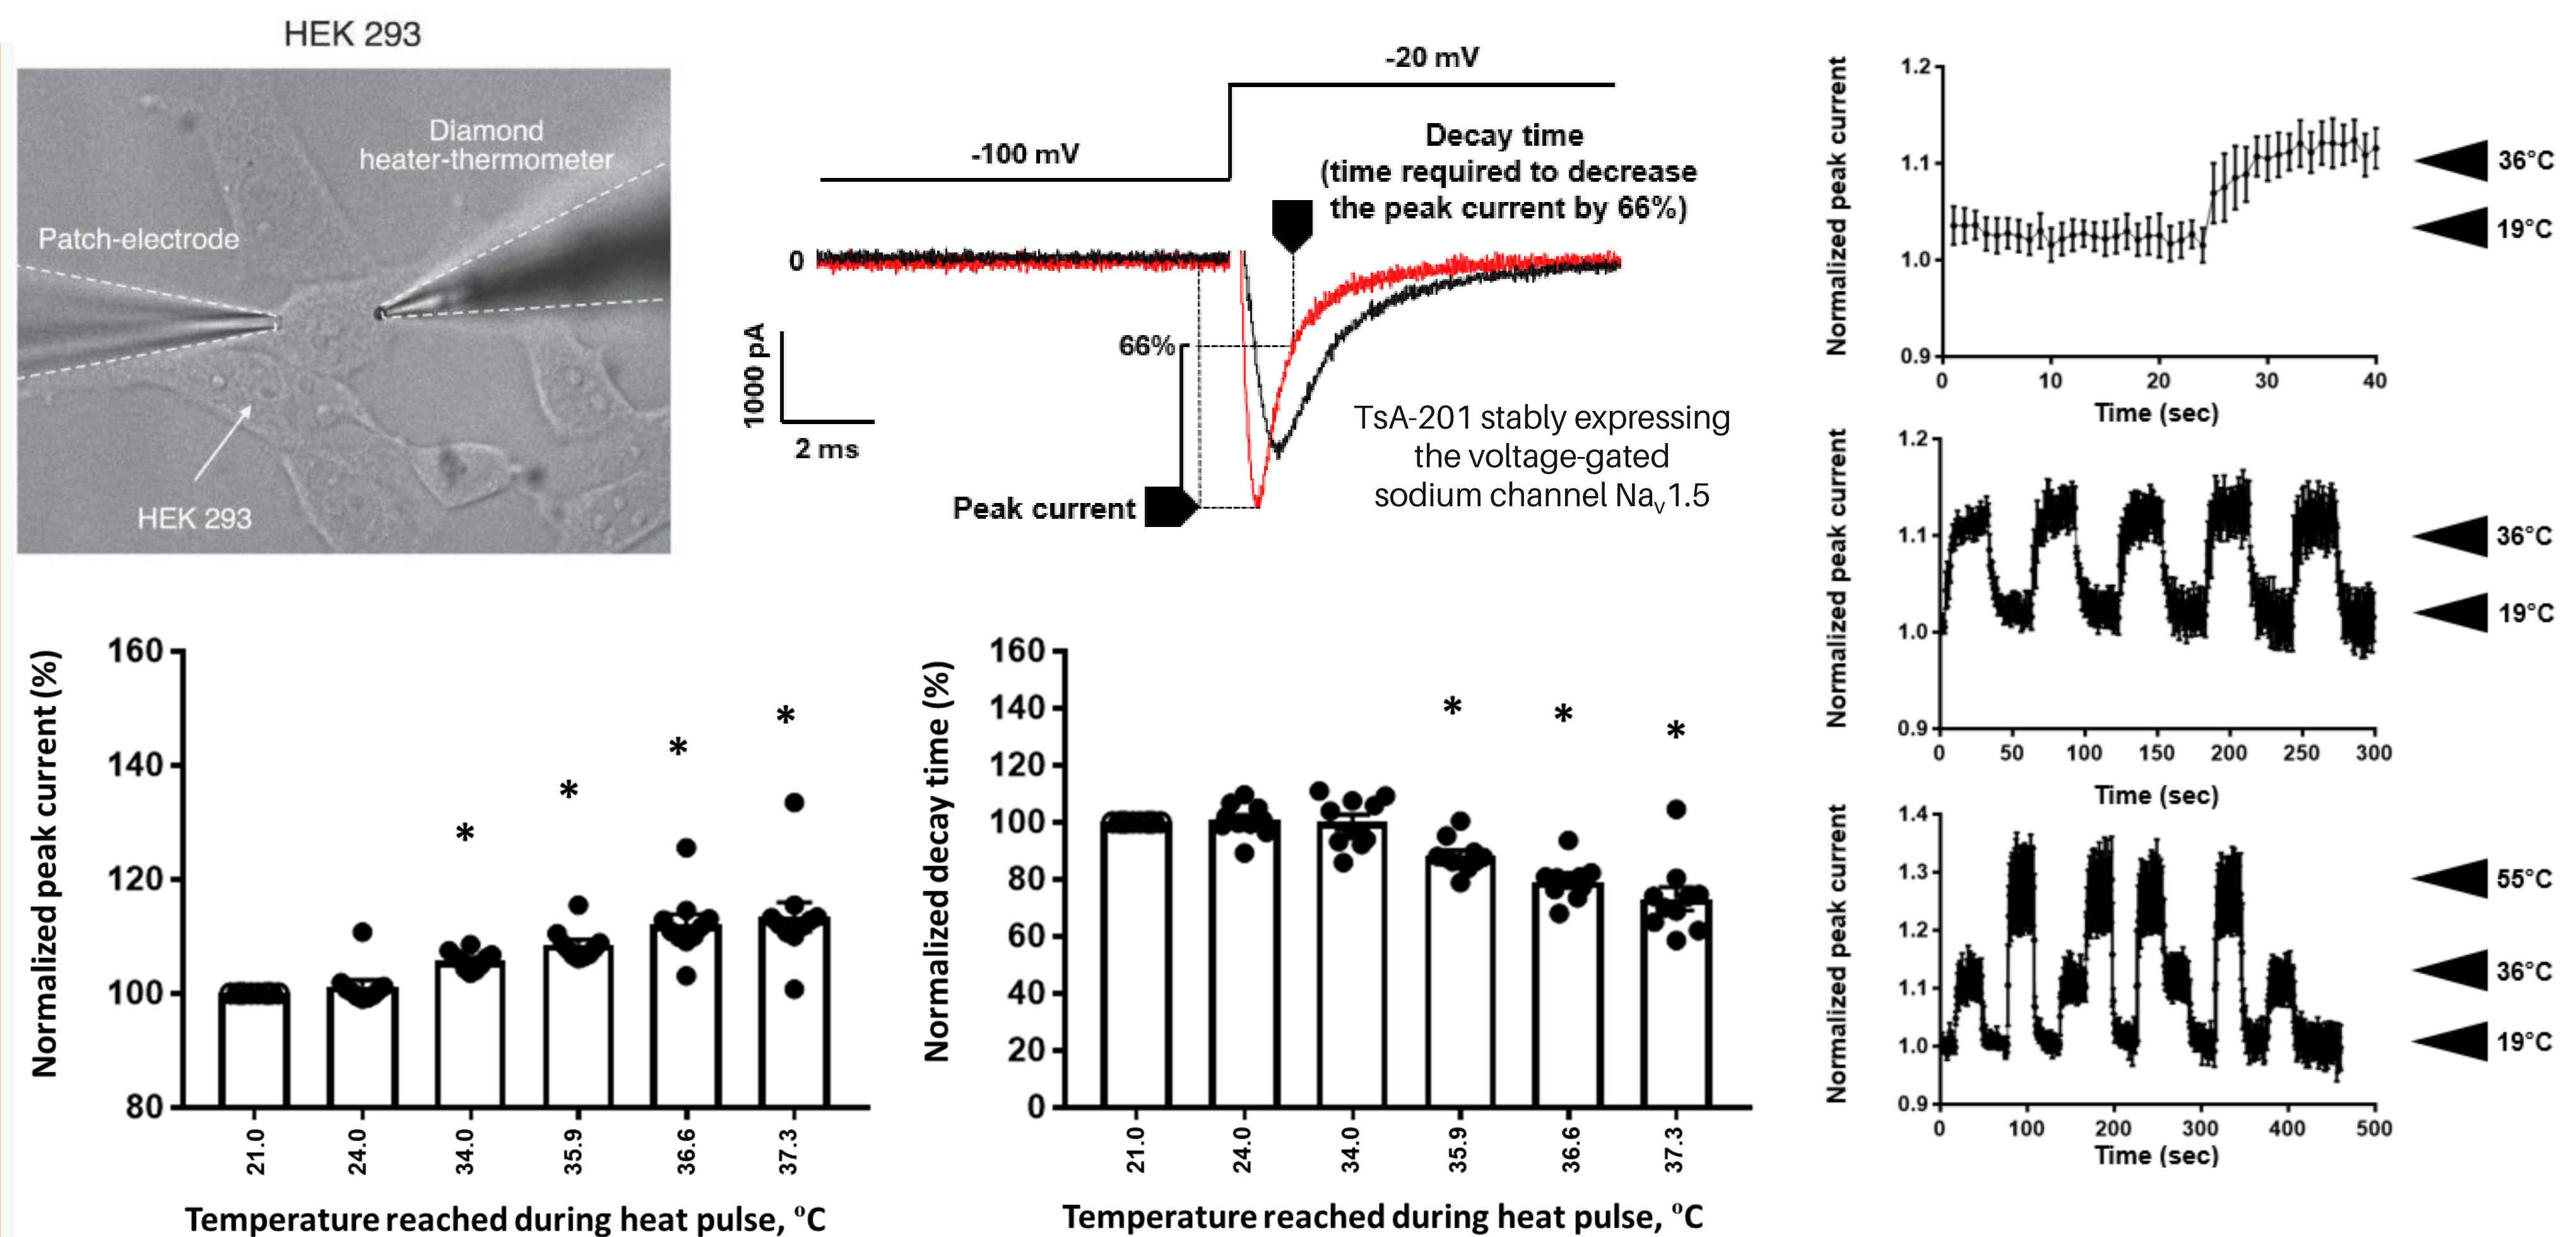 HEK 293
Diamond
heater-thermometer
Patch-electrode
HEK 293
-20 mV
-100 mV
Decay time
(time required to decrease
the peak current by 66%)
0
66%
1000 pA
2 ms
Peak current
TsA-201 stably expressing
the voltage-gated
sodium channel Nav1.5
Normalized peak current
1.2
1.1
1.0
0.9
0 10 20 30 40
Time (sec)
36°C
19°C
Normalized peak current
1.2
1.1
1.0
0.9
0 50 100 150 200 250 300
Time (sec)
36°C
19°C
Normalized peak current
1.4
1.3
1.2
1.1
1.0
0.9
0 100 200 300 400 500
Time (sec)
55°C
36°C
19°C
Normalized peak current (%)
160
140
120
100
80
* * * *
21.0 24.0 34.0 35.9 36.6 37.3
Temperature reached during heat pulse, ºC
Normalized decay time (%)
160
140
120
100
80
60
40
20
0
* * *
21.0 24.0 34.0 35.9 36.6 37.3
Temperature reached during heat pulse, ºC